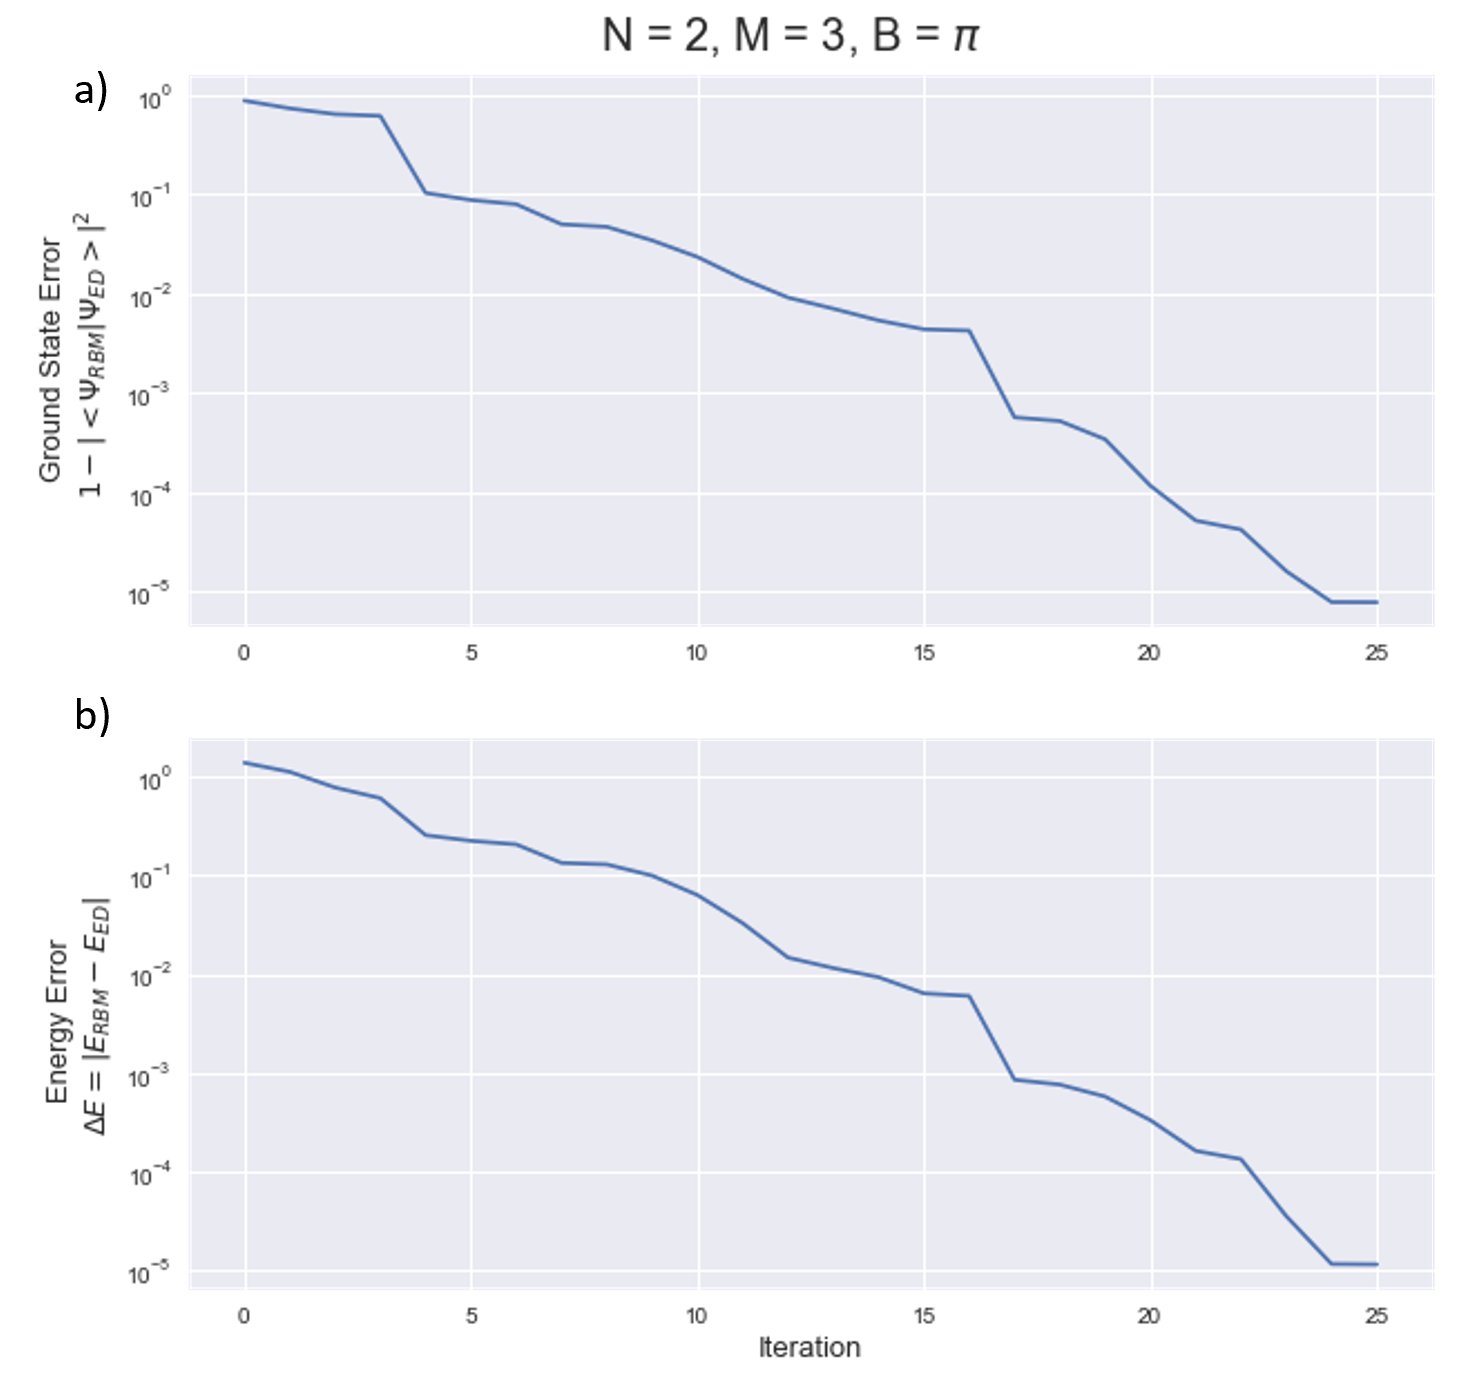 N = 2, M = 3, B = π
a)
Ground State Error
1 − | < Ψ_RBM|Ψ_ED > |²
10⁰
10⁻¹
10⁻²
10⁻³
10⁻⁴
10⁻⁵
0 5 10 15 20 25
b)
Energy Error
ΔE = |E_RBM − E_ED|
10⁰
10⁻¹
10⁻²
10⁻³
10⁻⁴
10⁻⁵
0 5 10 15 20 25
Iteration